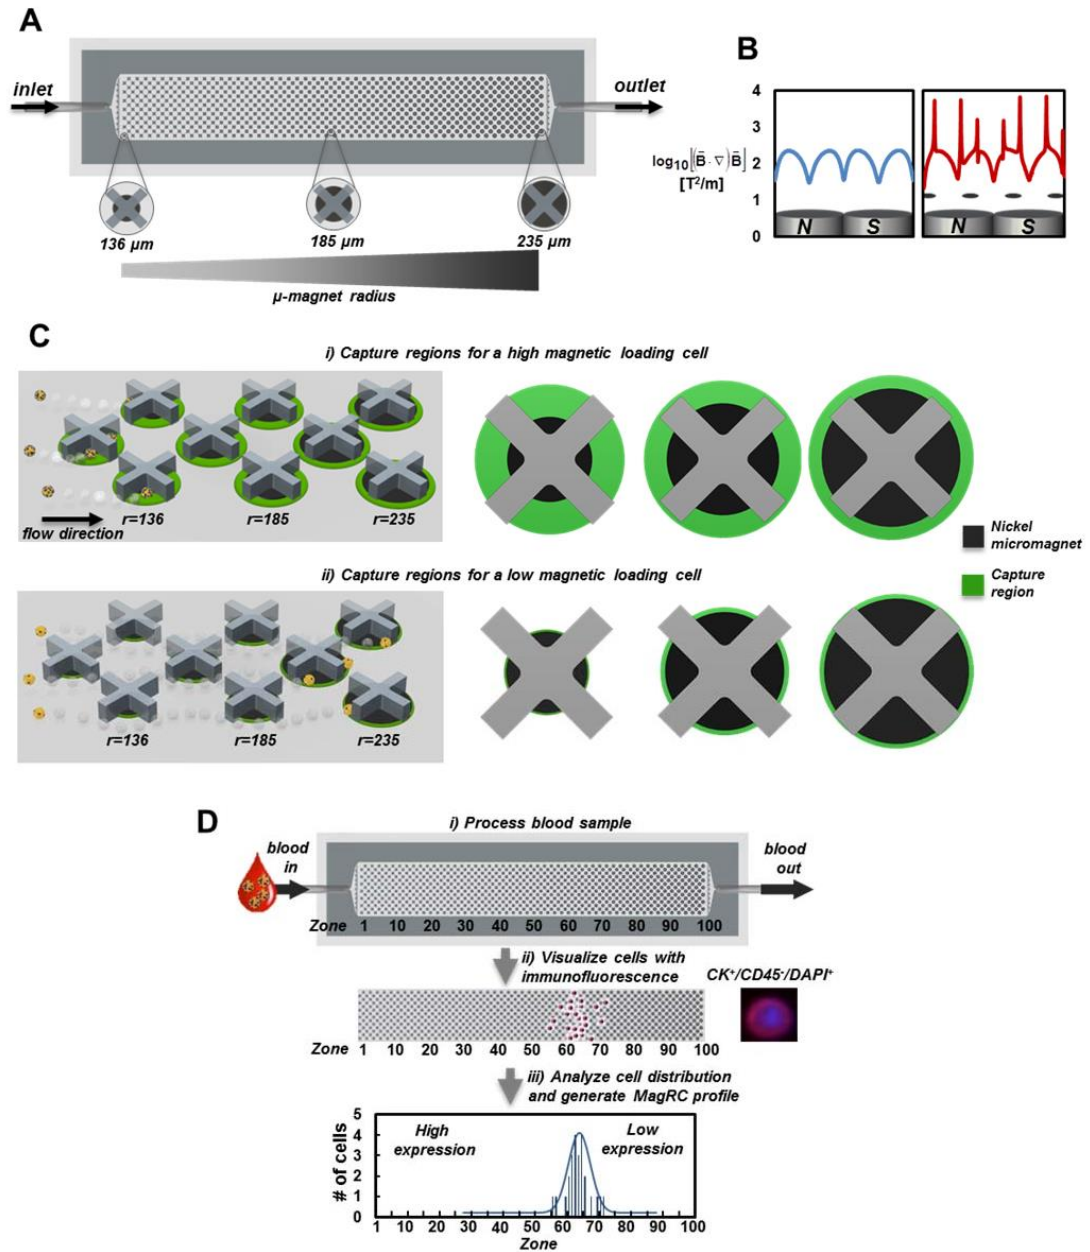 A
inlet
outlet
136 µm
185 µm
235 µm
µ-magnet radius
B
4
3
2
1
0
log₁₀[(B̄ · ∇) B̄]
[T²/m]
N S
N S
C
i) Capture regions for a high magnetic loading cell
r=136 r=185 r=235
flow direction
Nickel
micromagnet
Capture
region
ii) Capture regions for a low magnetic loading cell
r=136 r=185 r=235
D
i) Process blood sample
blood
in
blood
out
Zone 1 10 20 30 40 50 60 70 80 90 100
ii) Visualize cells with
immunofluorescence
CK⁺/CD45⁻/DAPI⁺
Zone 1 10 20 30 40 50 60 70 80 90 100
iii) Analyze cell distribution
and generate MagRC profile
# of cells
5
4
3
2
1
0
High
expression
Low
expression
1 10 20 30 40 50 60 70 80 90 100
Zone